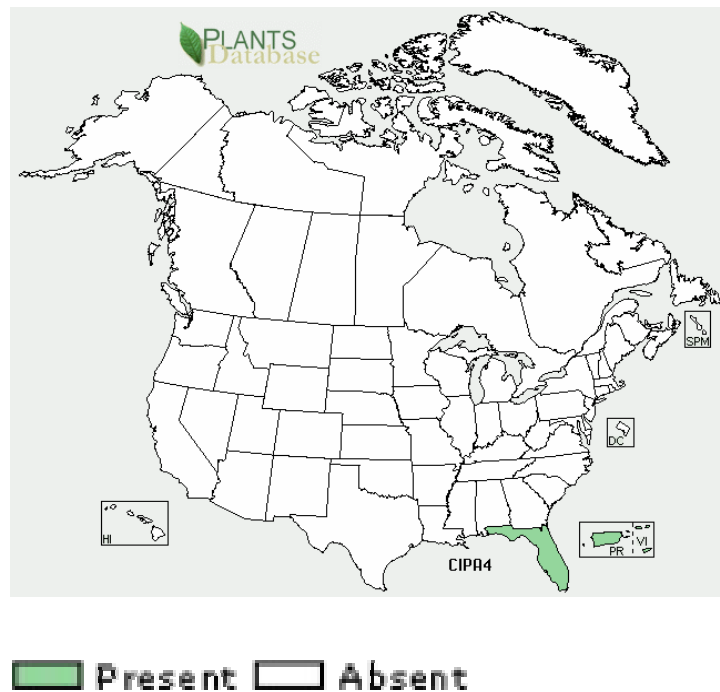 PLANTS
Database
SPM
DC
HI
PR VI
CIPA4
Present Absent